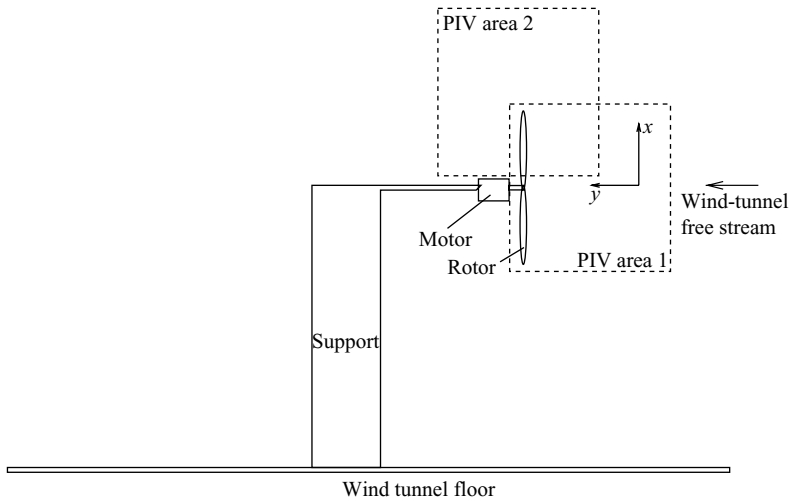 PIV area 2
x
y
Wind-tunnel
free stream
Motor
Rotor
PIV area 1
Support
Wind tunnel floor